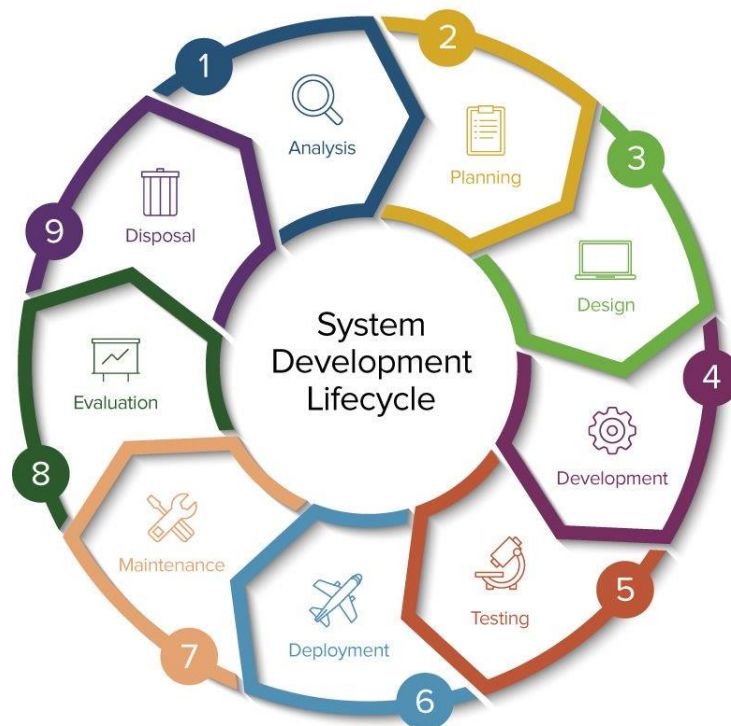 System
Development
Lifecycle
1
Analysis
2
Planning
3
Design
4
Development
5
Testing
6
Deployment
7
Maintenance
8
Evaluation
9
Disposal